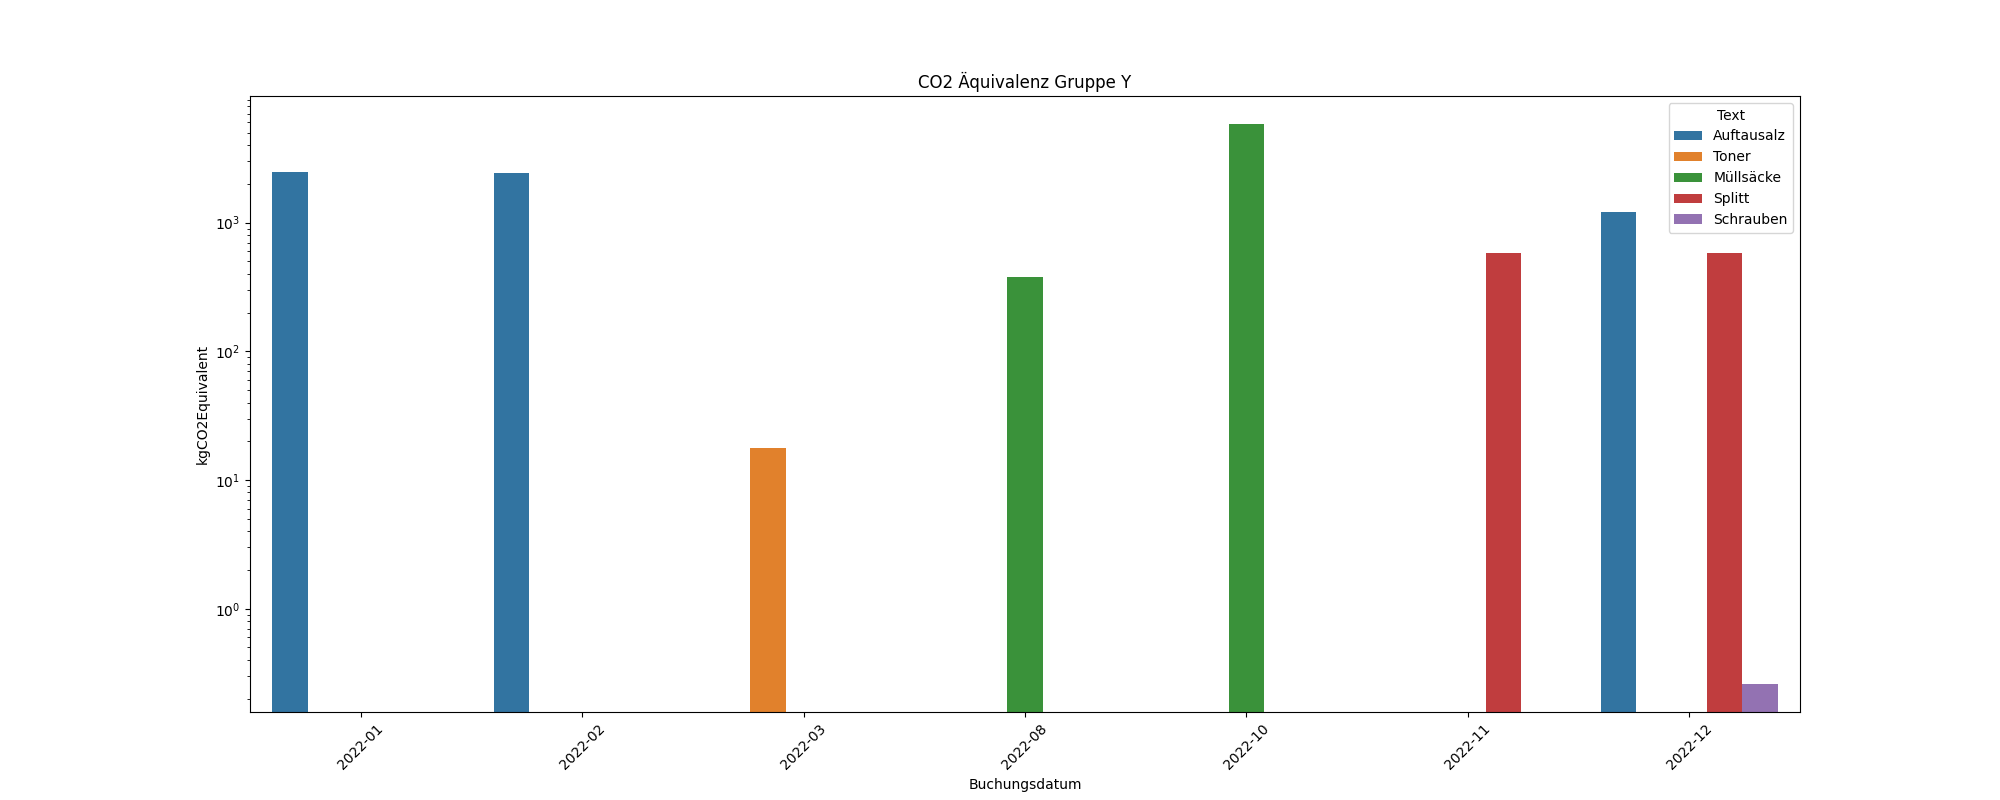 CO2 Äquivalenz Gruppe Y
Text
Auftausalz
Toner
Müllsäcke
Splitt
Schrauben
kgCO2Equivalent
10³
10²
10¹
10⁰
2022-01
2022-02
2022-03
2022-08
2022-10
2022-11
2022-12
Buchungsdatum